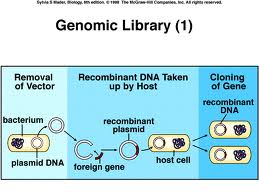 Sylvia S Mader, Biology, 6th edition. © 1998 The McGraw-Hill Companies, Inc. All rights reserved.
Genomic Library (1)
Removal
of Vector
Recombinant DNA Taken
up by Host
Cloning
of Gene
bacterium
plasmid DNA
foreign gene
recombinant
plasmid
host cell
recombinant
DNA